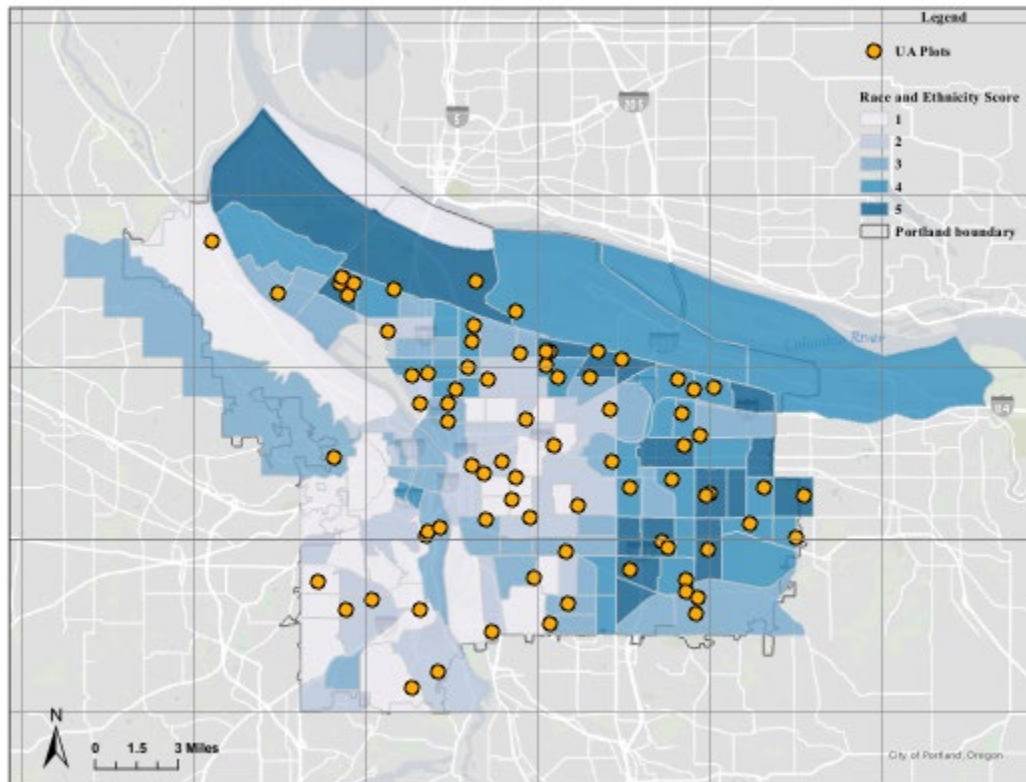 Legend
UA Plots
Race and Ethnicity Score
1
2
3
4
5
Portland boundary
5
205
Columbia River
84
N
0 1.5 3 Miles
City of Portland, Oregon